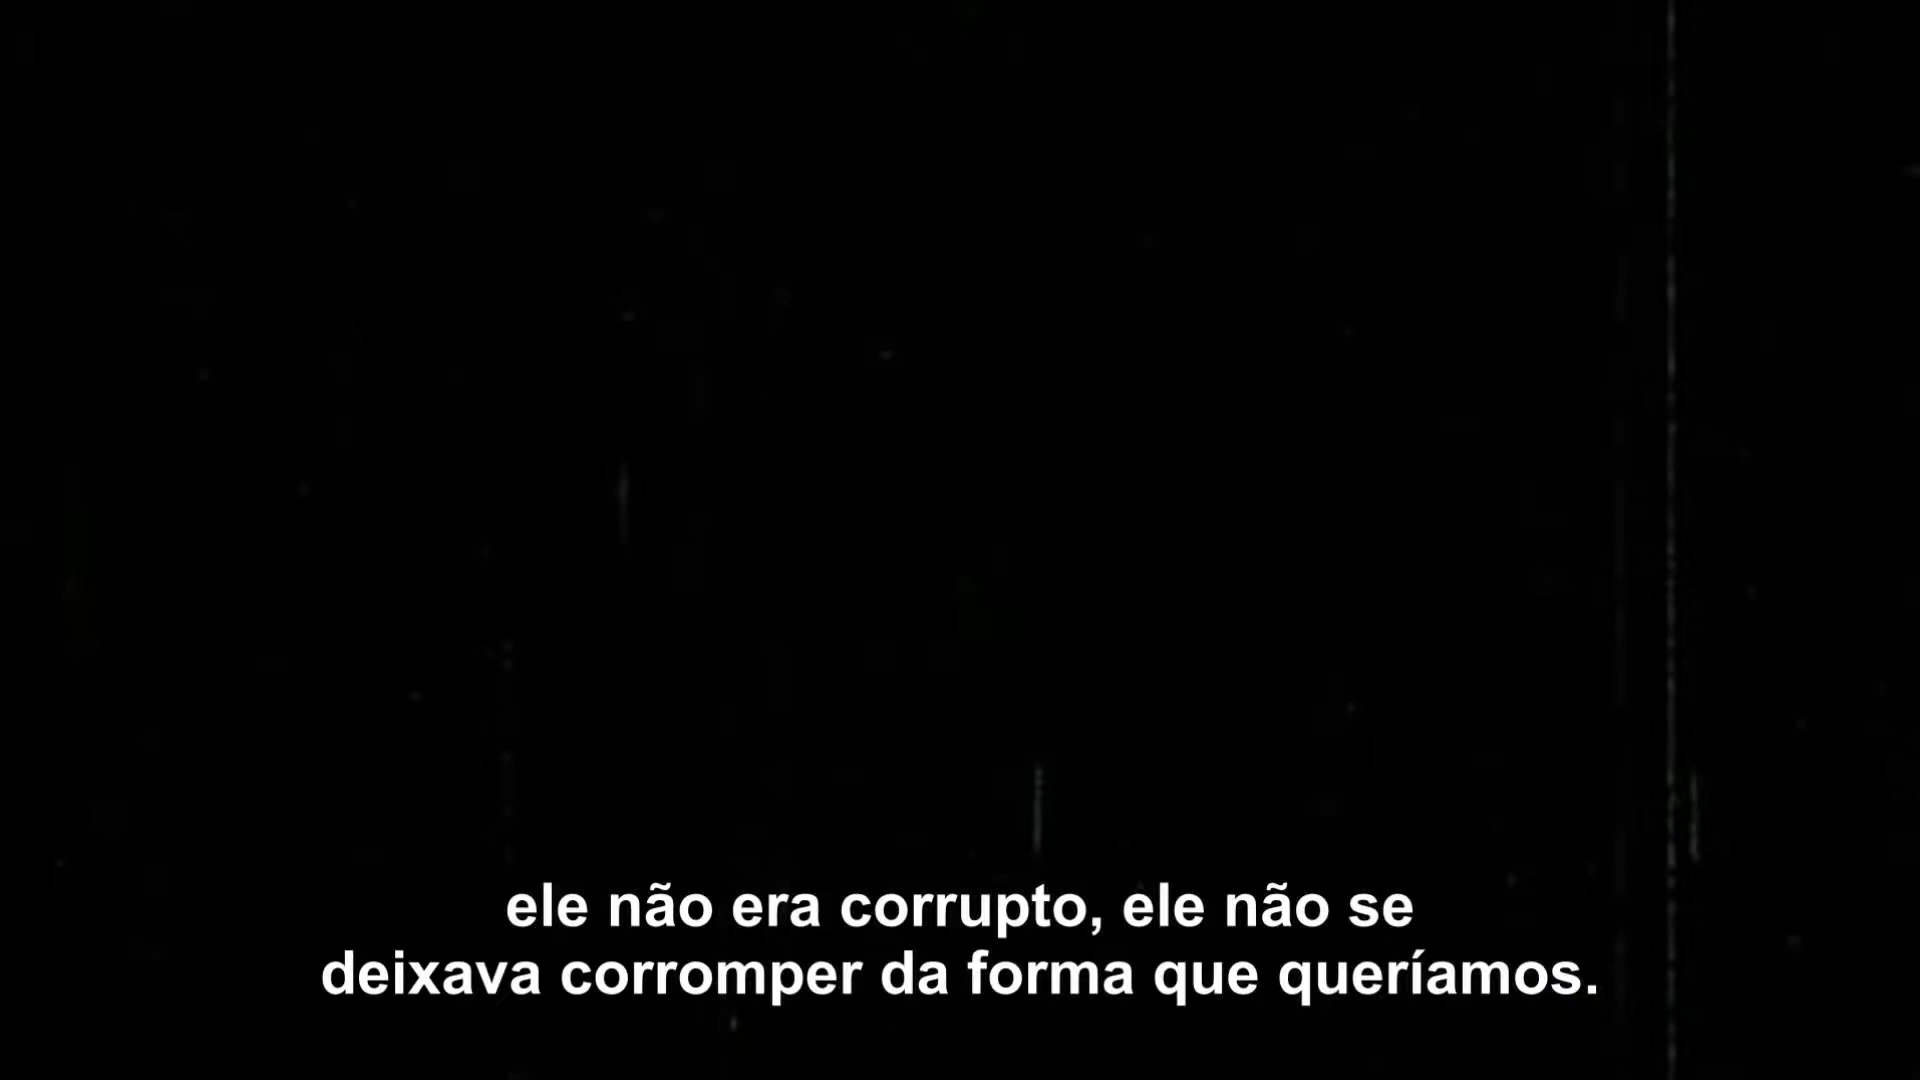 ele não era corrupto, ele não se
deixava corromper da forma que queríamos.